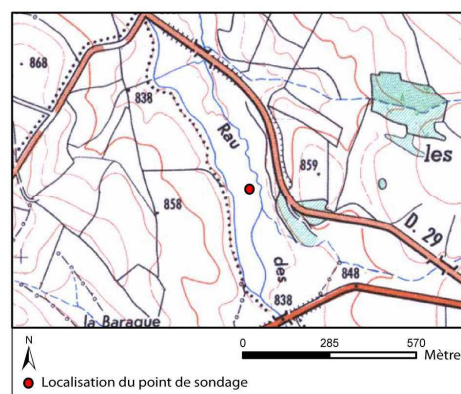 868
838
Rau
859
les
858
D. 29
des
848
838
la Baraque
N
0 285 570
Mètre
Localisation du point de sondage